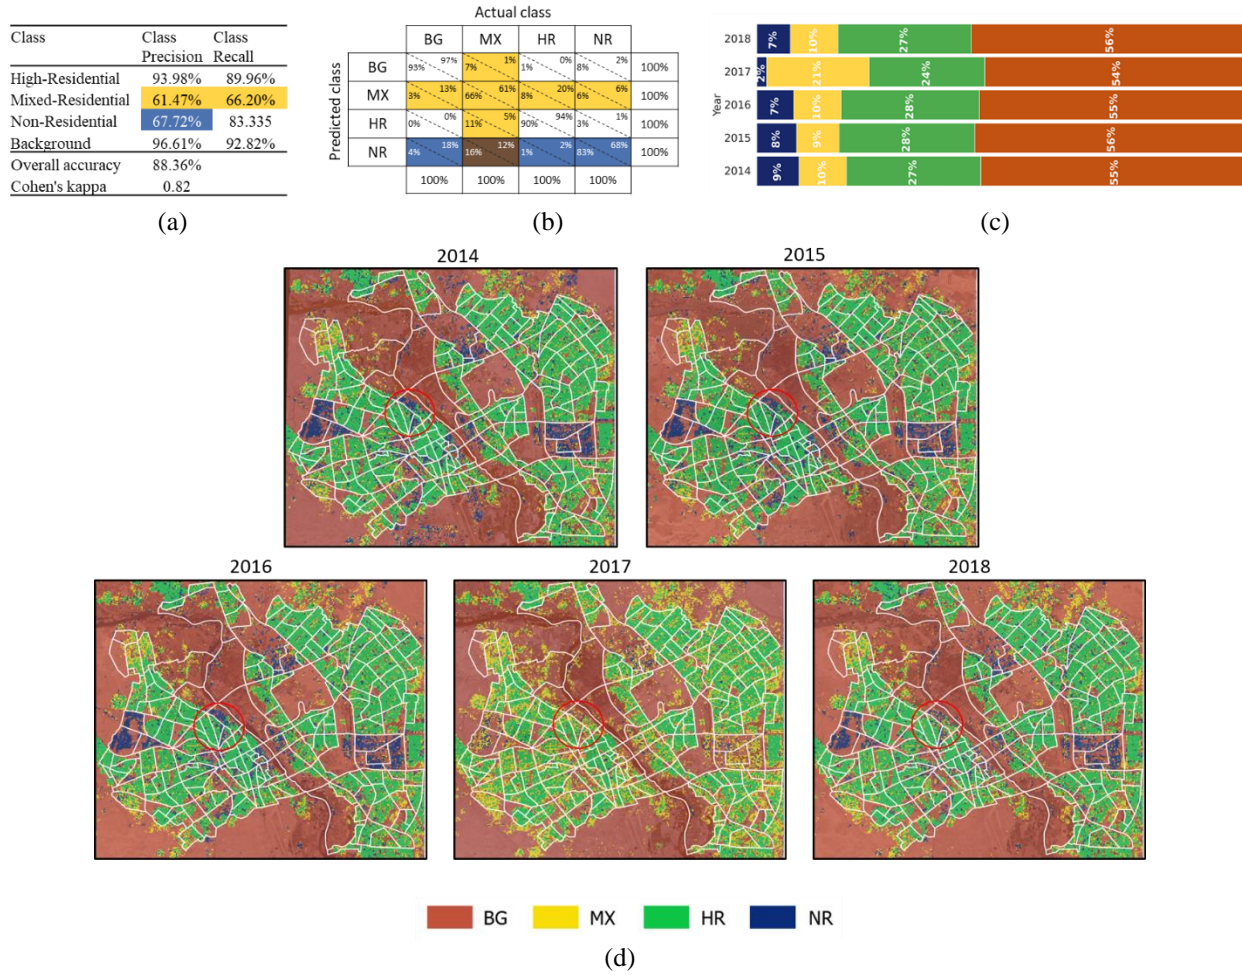 Class Class Class
Precision Recall
High-Residential 93.98% 89.96%
Mixed-Residential 61.47% 66.20%
Non-Residential 67.72% 83.335
Background 96.61% 92.82%
Overall accuracy 88.36%
Cohen's kappa 0.82
(a)
Actual class
Predicted class
BG MX HR NR
BG 93% 97% 7% 1% 1% 0% 8% 2% 100%
MX 3% 13% 66% 61% 8% 20% 6% 6% 100%
HR 0% 0% 11% 5% 90% 94% 3% 1% 100%
NR 4% 18% 16% 12% 1% 2% 83% 68% 100%
100% 100% 100% 100%
(b)
Year
2018 7% 10% 27% 56%
2017 2% 21% 24% 54%
2016 7% 10% 28% 55%
2015 8% 9% 28% 56%
2014 9% 10% 27% 55%
(c)
2014 2015
2016 2017 2018
BG MX HR NR
(d)